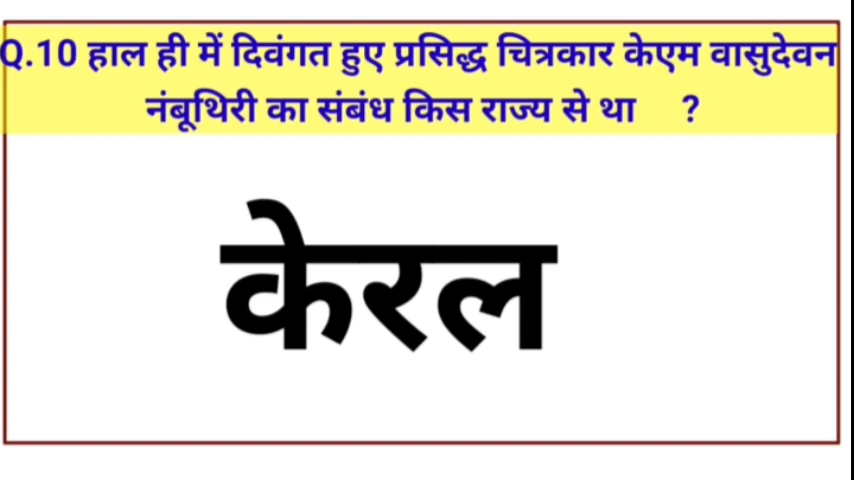 Q.10 हाल ही में दिवंगत हुए प्रसिद्ध चित्रकार केएम वासुदेवन
नंबूथिरी का संबंध किस राज्य से था ?
केरल